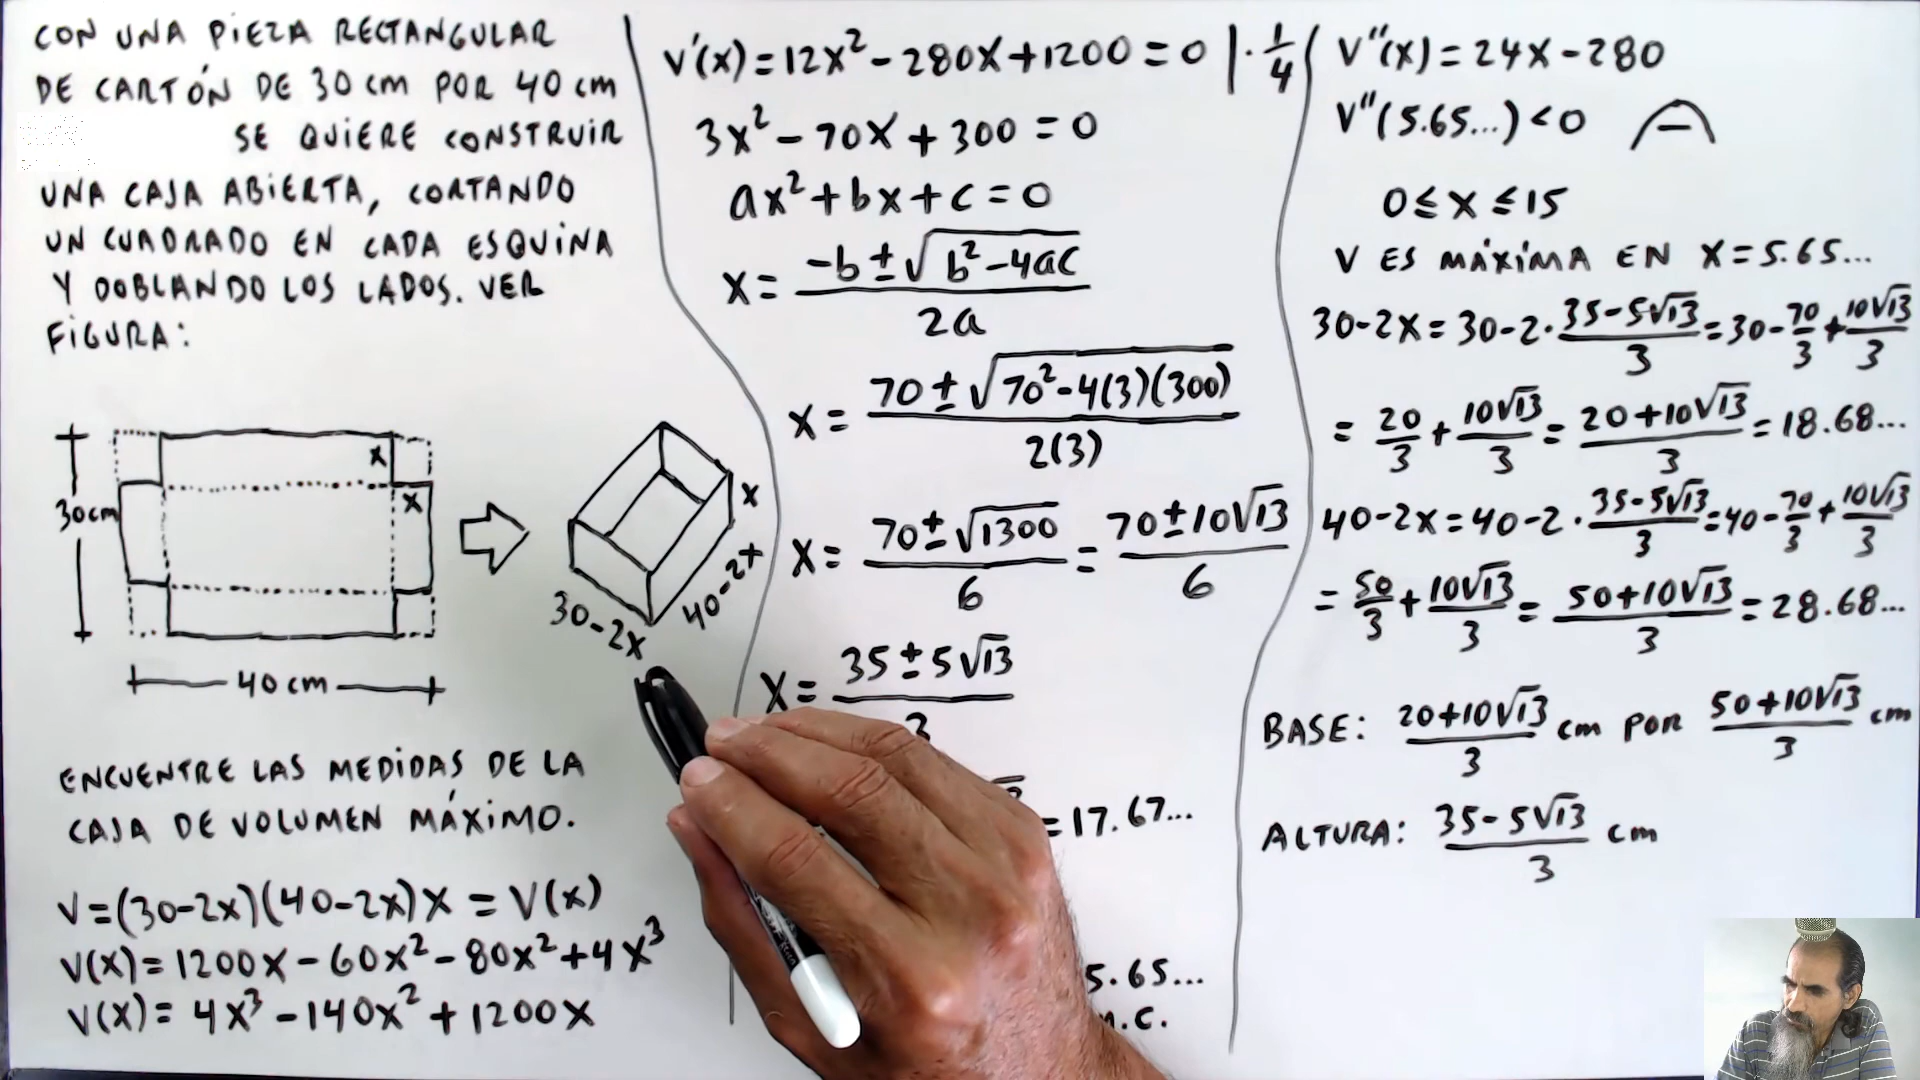 CON UNA PIEZA RECTANGULAR
DE CARTÓN DE 30 cm POR 40 cm
SE QUIERE CONSTRUIR
UNA CAJA ABIERTA, CORTANDO
UN CUADRADO EN CADA ESQUINA
Y DOBLANDO LOS LADOS. VER
FIGURA:
x
x
30cm
40 cm
x
40-2x
30-2x
ENCUENTRE LAS MEDIDAS DE LA
CAJA DE VOLUMEN MÁXIMO.
V=(30-2x)(40-2x)x = V(x)
V(x)= 1200x - 60x² - 80x² + 4x³
V(x)= 4x³ - 140x² + 1200x
V'(x) = 12x² - 280x + 1200 = 0 | · 1/4
3x² - 70x + 300 = 0
ax² + bx + c = 0
x = (-b ± √(b² - 4ac))/(2a)
x = (70 ± √(70² - 4(3)(300)))/(2(3))
x = (70 ± √1300)/6 = (70 ± 10√13)/6
x = (35 ± 5√13)/3
= 17.67...
5.65...
.C.
V''(x) = 24x - 280
V''(5.65...) < 0 −
0 ≤ x ≤ 15
V ES MÁXIMA EN X = 5.65...
30-2x = 30 - 2 · (35 - 5√13)/3 = 30 - 70/3 + 10√13/3
= 20/3 + 10√13/3 = (20 + 10√13)/3 = 18.68...
40-2x = 40 - 2 · (35 - 5√13)/3 = 40 - 70/3 + 10√13/3
= 50/3 + 10√13/3 = (50 + 10√13)/3 = 28.68...
BASE: (20+10√13)/3 cm POR (50+10√13)/3 cm
ALTURA: (35 - 5√13)/3 cm